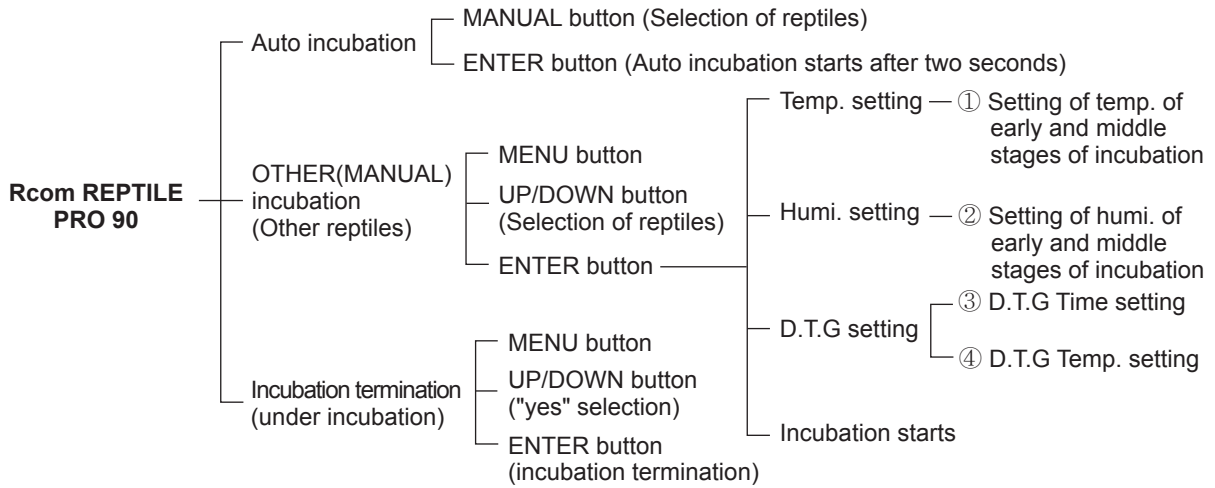 Rcom REPTILE
PRO 90
Auto incubation
MANUAL button (Selection of reptiles)
ENTER button (Auto incubation starts after two seconds)
OTHER(MANUAL)
incubation
(Other reptiles)
MENU button
UP/DOWN button
(Selection of reptiles)
ENTER button
Temp. setting
① Setting of temp. of
early and middle
stages of incubation
Humi. setting
② Setting of humi. of
early and middle
stages of incubation
D.T.G setting
③ D.T.G Time setting
④ D.T.G Temp. setting
Incubation starts
Incubation termination
(under incubation)
MENU button
UP/DOWN button
("yes" selection)
ENTER button
(incubation termination)